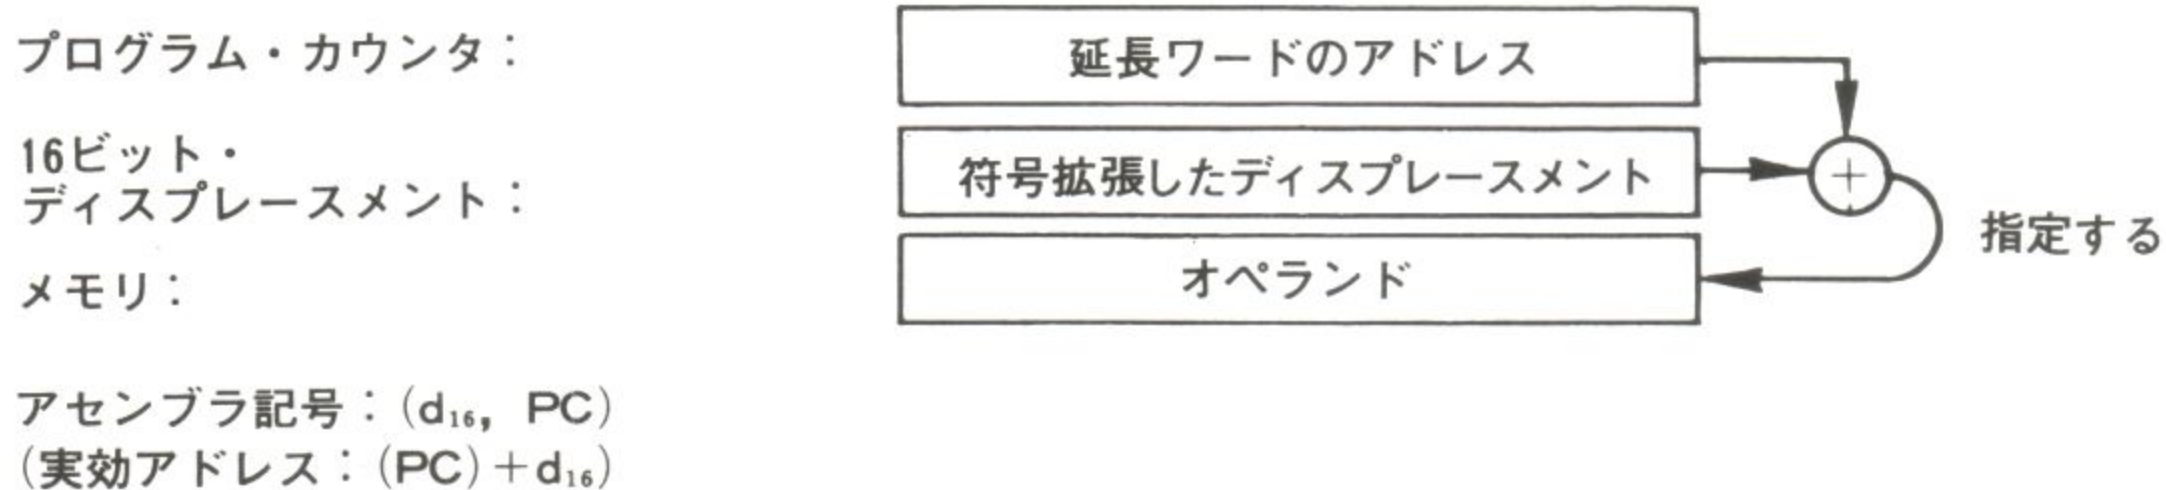 プログラム・カウンタ：
延長ワードのアドレス
16ビット・
ディスプレースメント：
符号拡張したディスプレースメント
＋
指定する
メモリ：
オペランド
アセンブラ記号：(d₁₆, PC)
(実効アドレス：(PC)＋d₁₆)